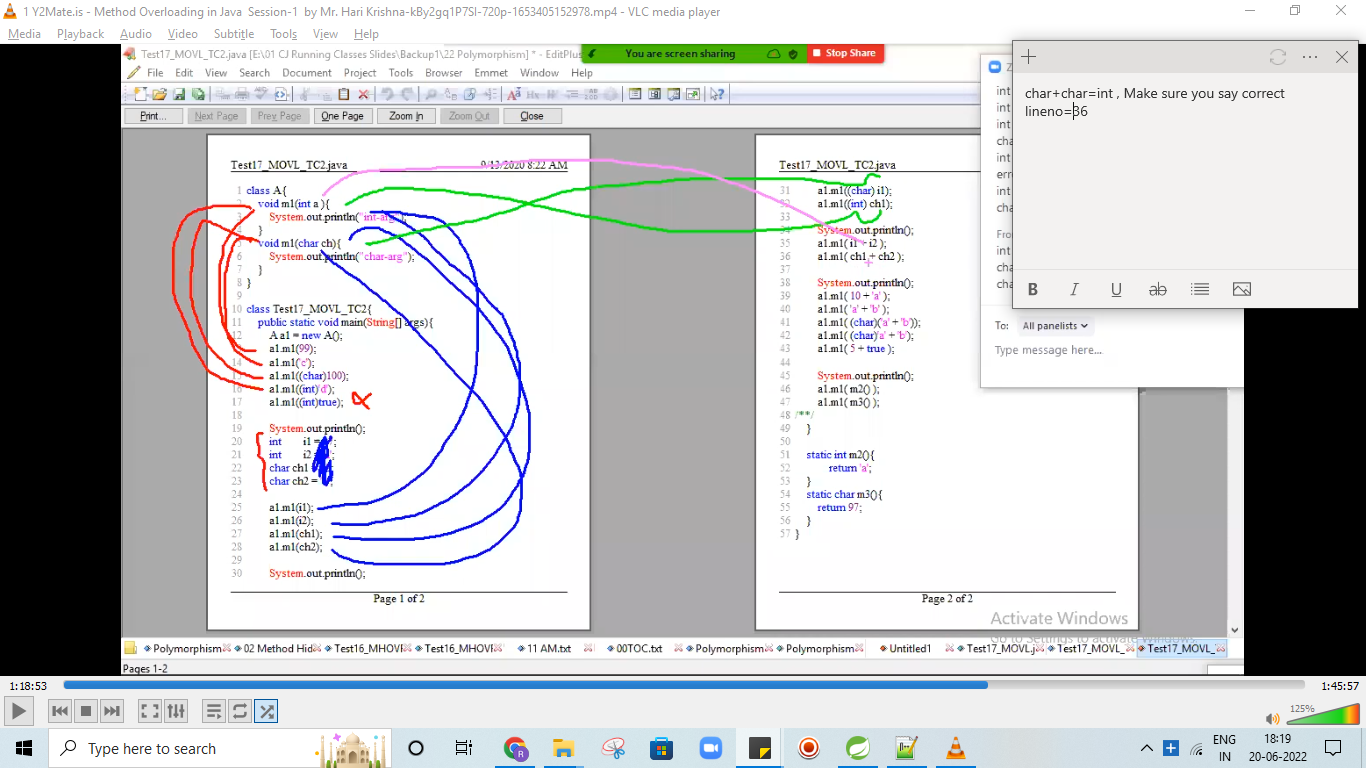 1 Y2Mate.is - Method Overloading in Java Session-1 by Mr. Hari Krishna-kBy2gq1P7SI-720p-1653405152978.mp4 - VLC media player
Media Playback Audio Video Subtitle Tools View Help
Test17_MOVL_TC2.java [E:\01 CJ Running Classes Slides\Backup1\22 Polymorphism] * - EditPlus
You are screen sharing
Stop Share
File Edit View Search Document Project Tools Browser Emmet Window Help
Print... Next Page Prev Page One Page Zoom In Zoom Out Close
Test17_MOVL_TC2.java 9/13/2020 8:22 AM
1 class A{
2 void m1(int a ){
3 System.out.println("int-arg");
4 }
5 void m1(char ch){
6 System.out.println("char-arg");
7 }
8 }
9
10 class Test17_MOVL_TC2{
11 public static void main(String[] args){
12 A a1 = new A();
13 a1.m1(99);
14 a1.m1('c');
15 a1.m1((char)100);
16 a1.m1((int)'d');
17 a1.m1((int)true);
18
19 System.out.println();
20 int i1 = ;
21 int i2
22 char ch1
23 char ch2 = ;
24
25 a1.m1(i1);
26 a1.m1(i2);
27 a1.m1(ch1);
28 a1.m1(ch2);
29
30 System.out.println();
Page 1 of 2
Test17_MOVL_TC2.java
31 a1.m1((char) i1);
32 a1.m1((int) ch1);
33
34 System.out.println();
35 a1.m1( i1 + i2 );
36 a1.m1( ch1 + ch2 );
37
38 System.out.println();
39 a1.m1( 10 + 'a' );
40 a1.m1( 'a' + 'b' );
41 a1.m1( (char)('a' + 'b'));
42 a1.m1( (char)'a' + 'b');
43 a1.m1( 5 + true );
44
45 System.out.println();
46 a1.m1( m2() );
47 a1.m1( m3() );
48 /**/
49 }
50
51 static int m2(){
52 return 'a';
53 }
54 static char m3(){
55 return 97;
56 }
57 }
Page 2 of 2
int
int
int
cha
int
erro
int
cha
cha
Fro
int
cha
cha
To: All panelists
Type message here...
char+char=int , Make sure you say correct
lineno=36
B I U ab
Activate Windows
Go to Settings to activate Windows.
Polymorphism 02 Method Hid Test16_MHOVI Test16_MHOVI 11 AM.txt 00TOC.txt Polymorphism Polymorphism Untitled1 Test17_MOVL.j Test17_MOVL_ Test17_MOVL_
Pages 1-2
1:18:53 1:45:57
125%
Type here to search
ENG
IN
18:19
20-06-2022